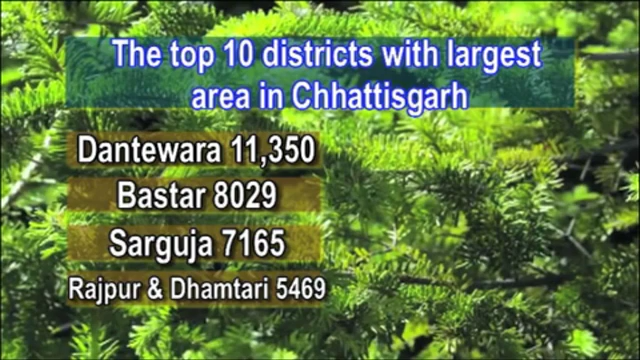 The top 10 districts with largest
area in Chhattisgarh
Dantewara 11,350
Bastar 8029
Sarguja 7165
Rajpur & Dhamtari 5469